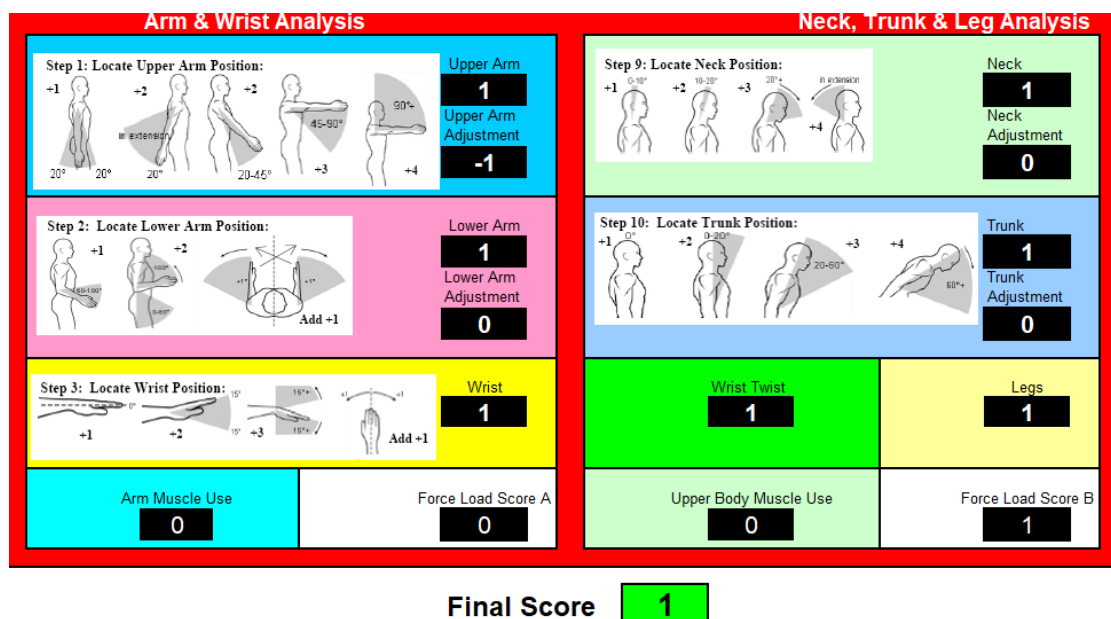 Arm & Wrist Analysis
Neck, Trunk & Leg Analysis
Step 1: Locate Upper Arm Position:
+1
+2
+2
in extension
45-90°
90°+
20°
20°
20°
20-45°
+3
+4
Upper Arm
1
Upper Arm
Adjustment
-1
Step 9: Locate Neck Position:
+1
0-10°
+2
10-20°
+3
20°+
in extension
+4
Neck
1
Neck
Adjustment
0
Step 2: Locate Lower Arm Position:
+1
+2
100°
60-100°
0-60°
+1°
+1°
Add +1
Lower Arm
1
Lower Arm
Adjustment
0
Step 10: Locate Trunk Position:
+1
0°
+2
0-20°
+3
20-60°
+4
60°+
Trunk
1
Trunk
Adjustment
0
Step 3: Locate Wrist Position:
0°
15°
15°
15°+
15°+
+1
+1
+1
+2
+3
Add +1
Wrist
1
Wrist Twist
1
Legs
1
Arm Muscle Use
0
Force Load Score A
0
Upper Body Muscle Use
0
Force Load Score B
1
Final Score
1